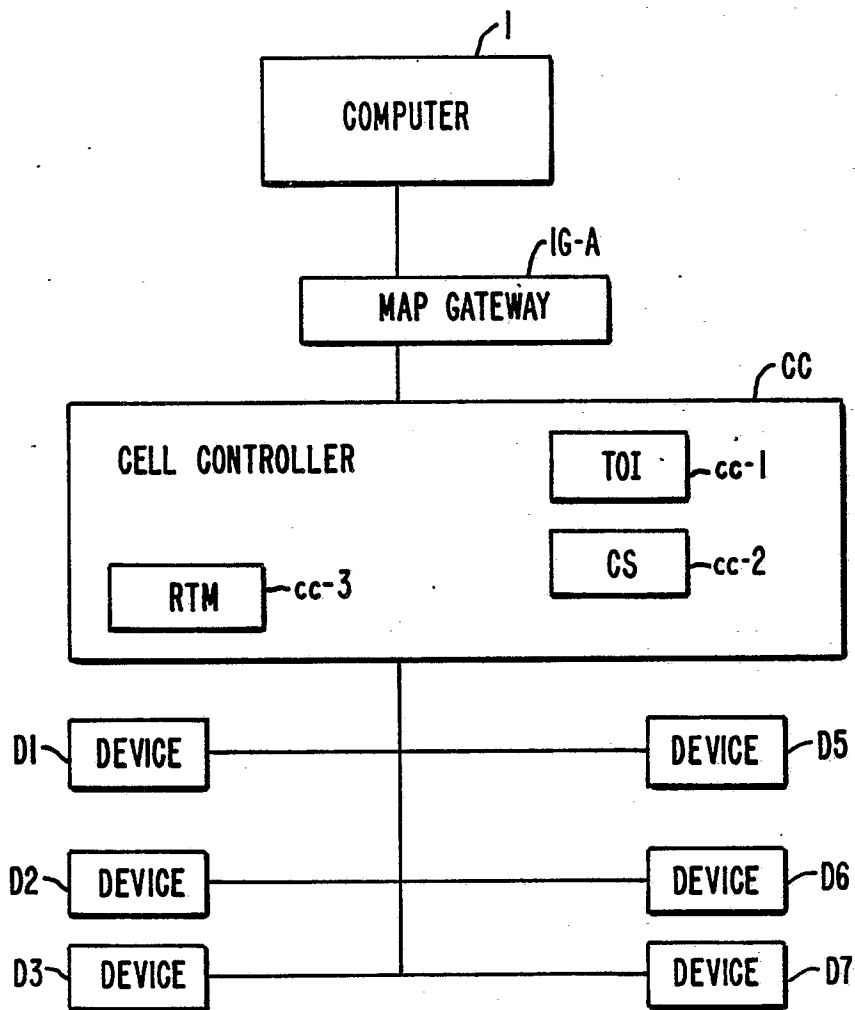 1
COMPUTER
1G-A
MAP GATEWAY
CC
CELL CONTROLLER
TOI
cc-1
CS
cc-2
RTM
cc-3
D1
DEVICE
DEVICE
D5
D2
DEVICE
DEVICE
D6
D3
DEVICE
DEVICE
D7